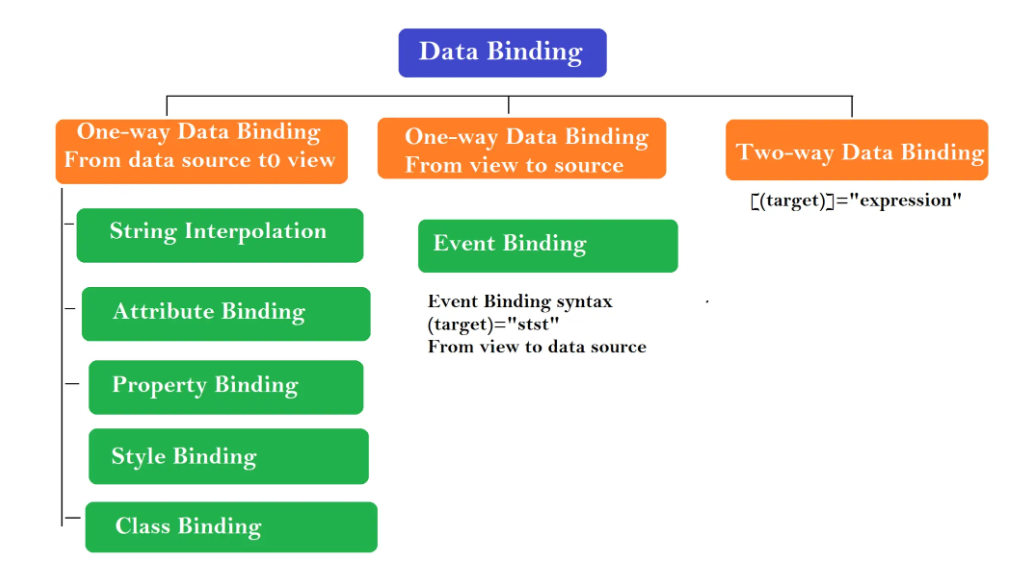 Data Binding
One-way Data Binding
From data source t0 view
String Interpolation
Attribute Binding
Property Binding
Style Binding
Class Binding
One-way Data Binding
From view to source
Event Binding
Event Binding syntax
(target)="stst"
From view to data source
Two-way Data Binding
[(target)]="expression"